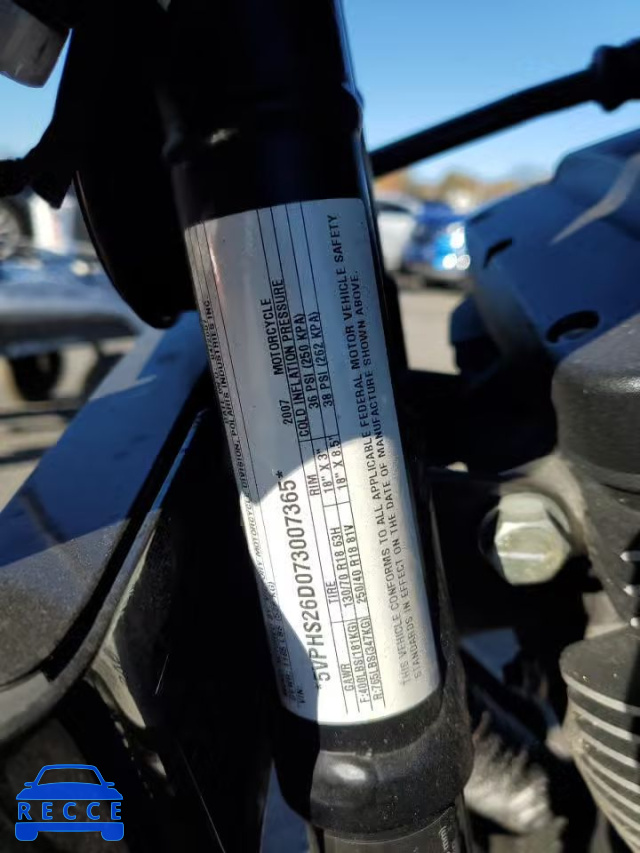 MOTORCYCLE DIVISION, POLARIS INDUSTRIES INC.
VIN
*5VPHS26D073007365*
2007 MOTORCYCLE
GAWR TIRE RIM COLD INFLATION PRESSURE
F:400LBS(181KG) 130/70 R18 63H 18" X 3" 36 PSI (250 KPA)
R:765LBS(347KG) 250/40 R18 81V 18" X 8.5" 38 PSI (262 KPA)
THIS VEHICLE CONFORMS TO ALL APPLICABLE FEDERAL MOTOR VEHICLE SAFETY
STANDARDS IN EFFECT ON THE DATE OF MANUFACTURE SHOWN ABOVE.
RECCE